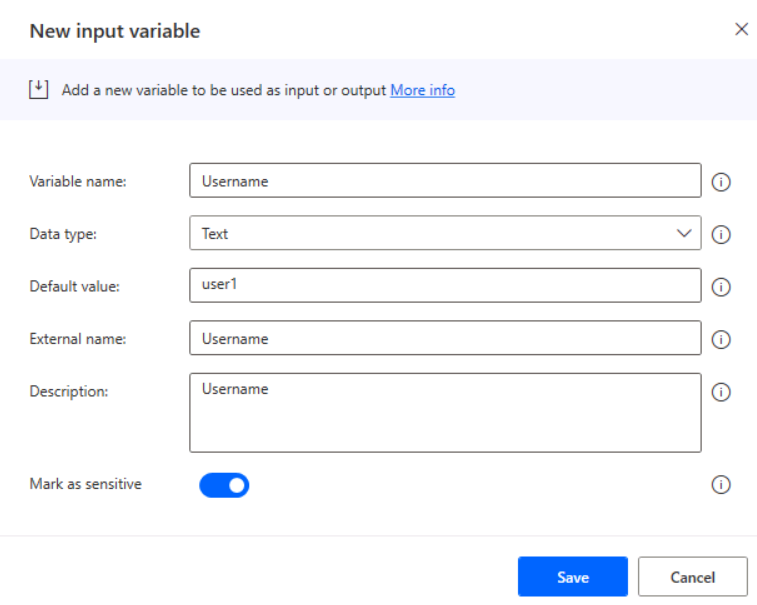 New input variable
Add a new variable to be used as input or output More info
Variable name: Username
Data type: Text
Default value: user1
External name: Username
Description: Username
Mark as sensitive
Save Cancel